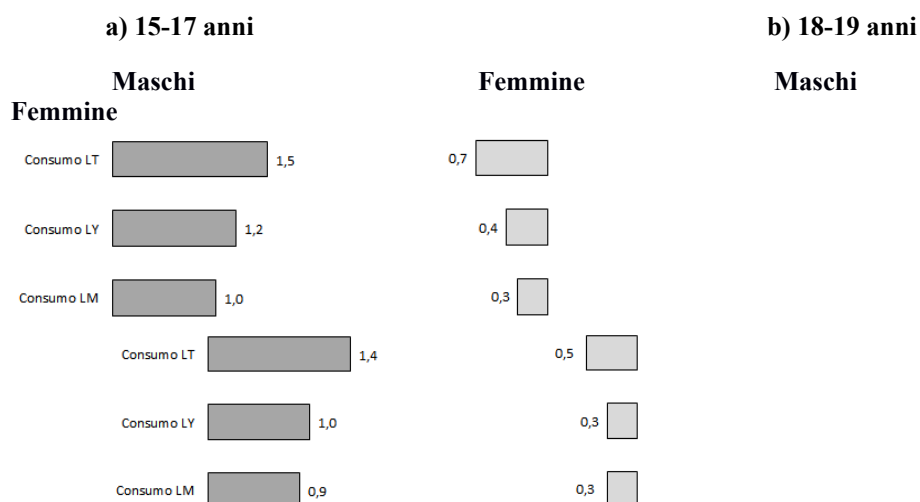 a) 15-17 anni b) 18-19 anni
Maschi Femmine Maschi
Femmine
Consumo LT 1,5 0,7
Consumo LY 1,2 0,4
Consumo LM 1,0 0,3
Consumo LT 1,4 0,5
Consumo LY 1,0 0,3
Consumo LM 0,9 0,3